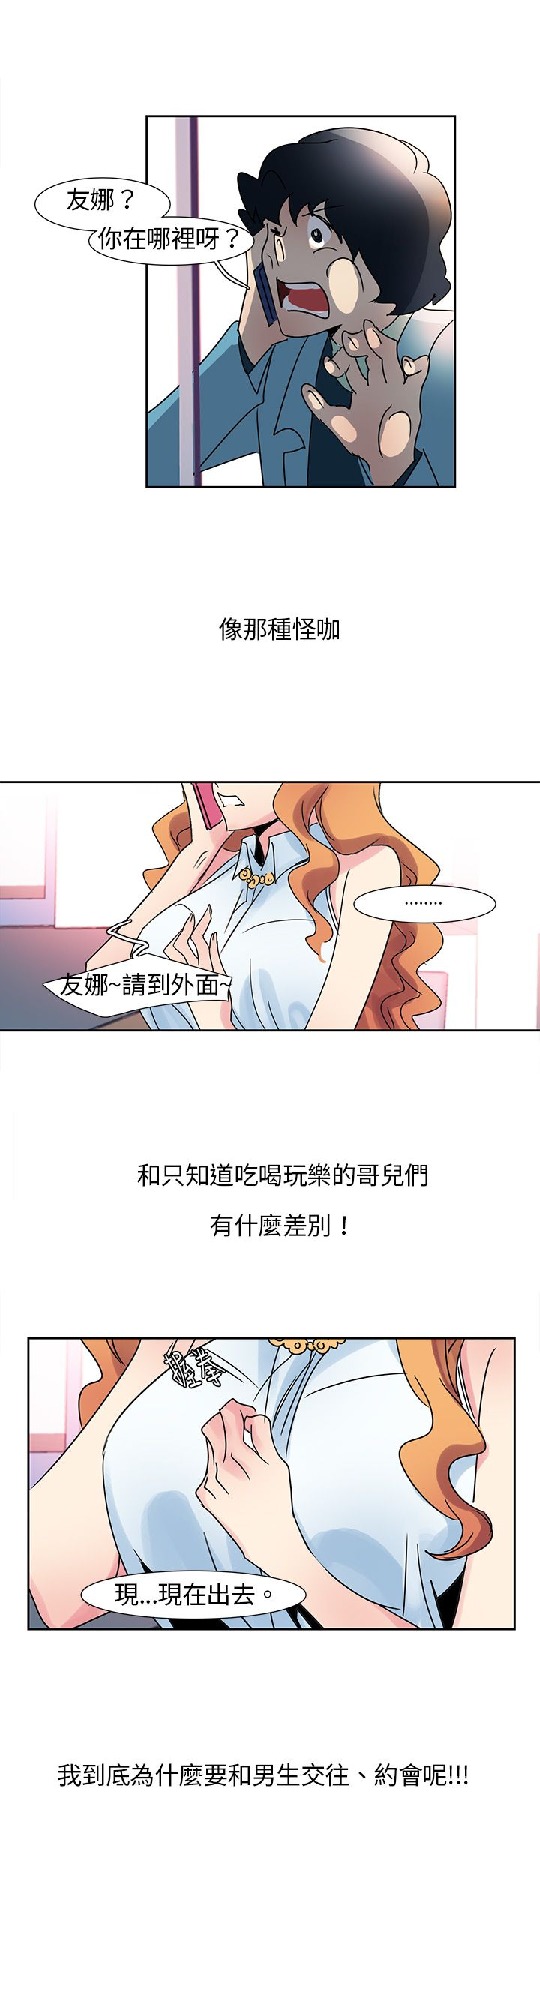 友娜？
你在哪裡呀？
像那種怪咖
………
友娜~請到外面~
和只知道吃喝玩樂的哥兒們
有什麼差別！
握拳
現…現在出去。
我到底為什麼要和男生交往、約會呢!!!